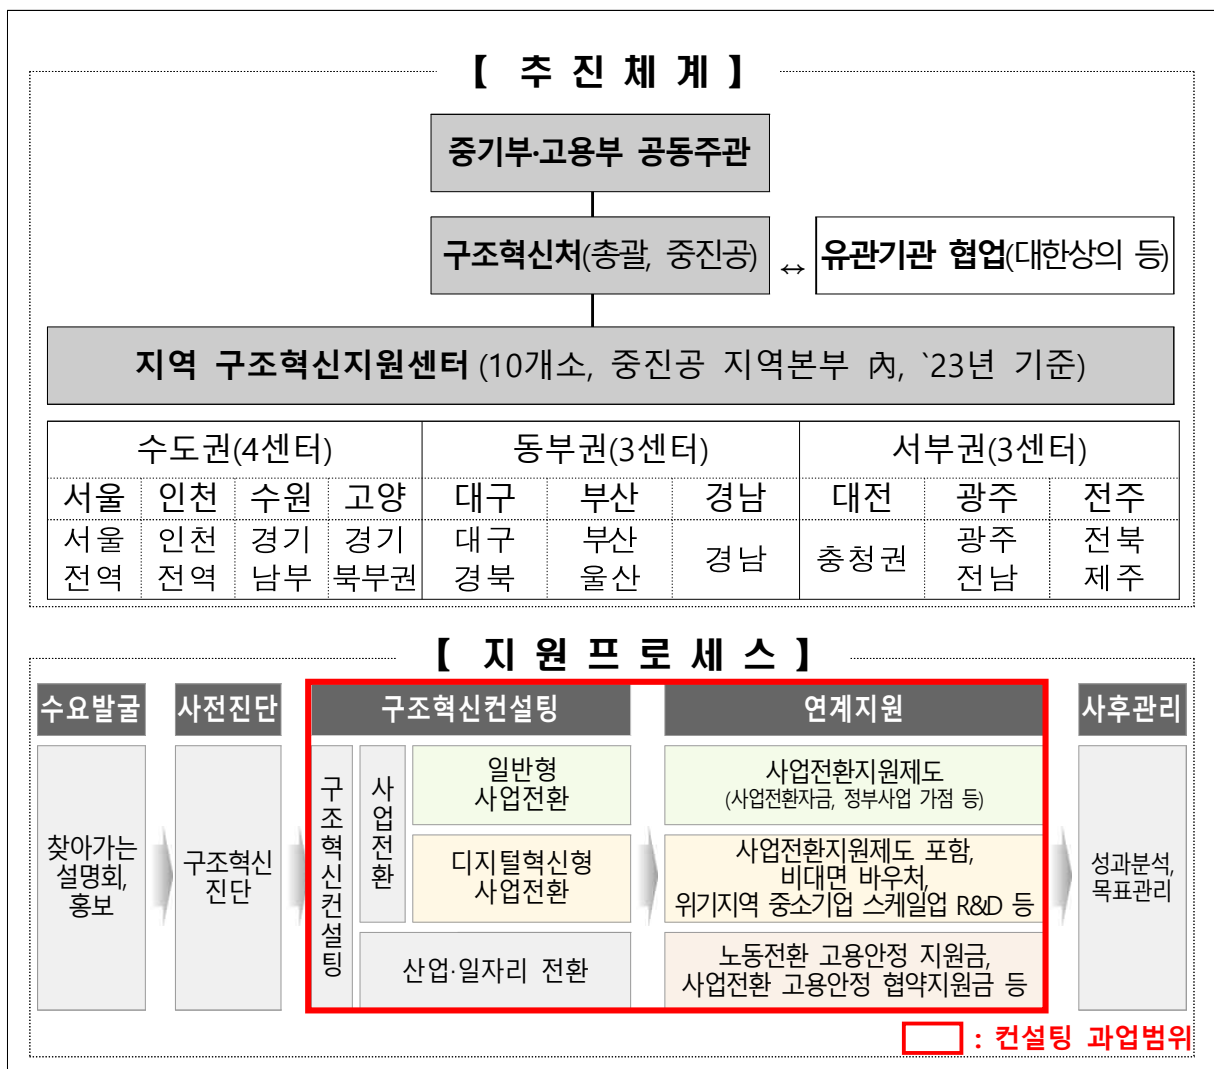 【 추 진 체 계 】
중기부·고용부 공동주관
구조혁신처(총괄, 중진공)
↔
유관기관 협업(대한상의 등)
지역 구조혁신지원센터 (10개소, 중진공 지역본부 內, `23년 기준)
수도권(4센터) 동부권(3센터) 서부권(3센터)
서울 인천 수원 고양 대구 부산 경남 대전 광주 전주
서울 전역
인천 전역
경기 남부
경기 북부권
대구 경북
부산 울산
경남
충청권
광주 전남
전북 제주
【 지 원 프 로 세 스 】
수요발굴 사전진단 구조혁신컨설팅 연계지원 사후관리
찾아가는
설명회,
홍보
구조혁신
진단
구조혁신컨설팅
사업전환
일반형
사업전환
디지털혁신형
사업전환
산업·일자리 전환
사업전환지원제도
(사업전환자금, 정부사업 가점 등)
사업전환지원제도 포함,
비대면 바우처,
위기지역 중소기업 스케일업 R&D 등
노동전환 고용안정 지원금,
사업전환 고용안정 협약지원금 등
성과분석,
목표관리
: 컨설팅 과업범위